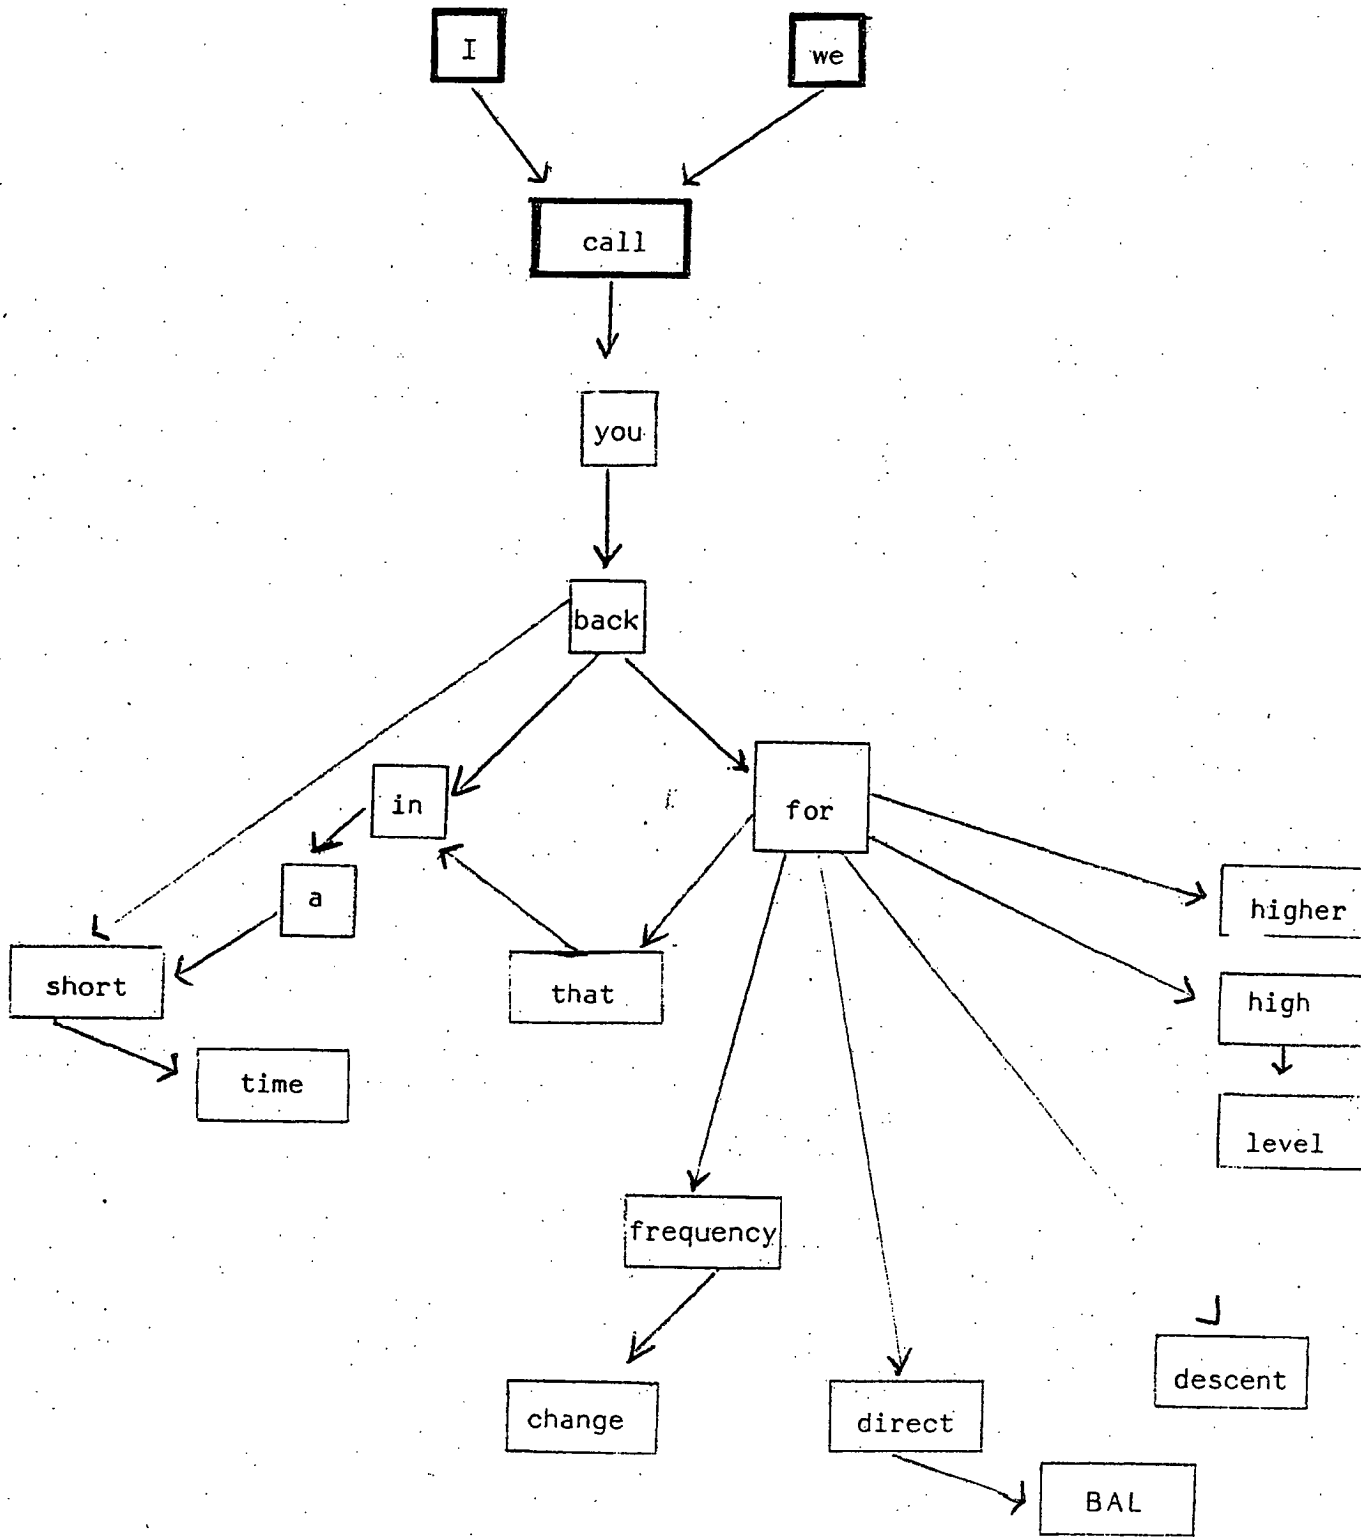 I
we
call
you
back
in
for
a
higher
short
that
high
time
level
frequency
descent
change
direct
BAL